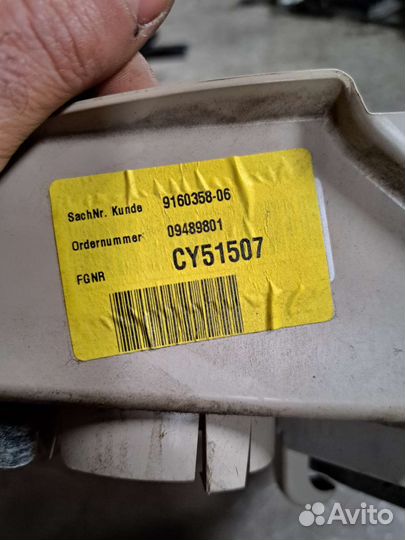 SachNr. Kunde 9160358-06
Ordernummer 09489801
FGNR CY51507
Avito